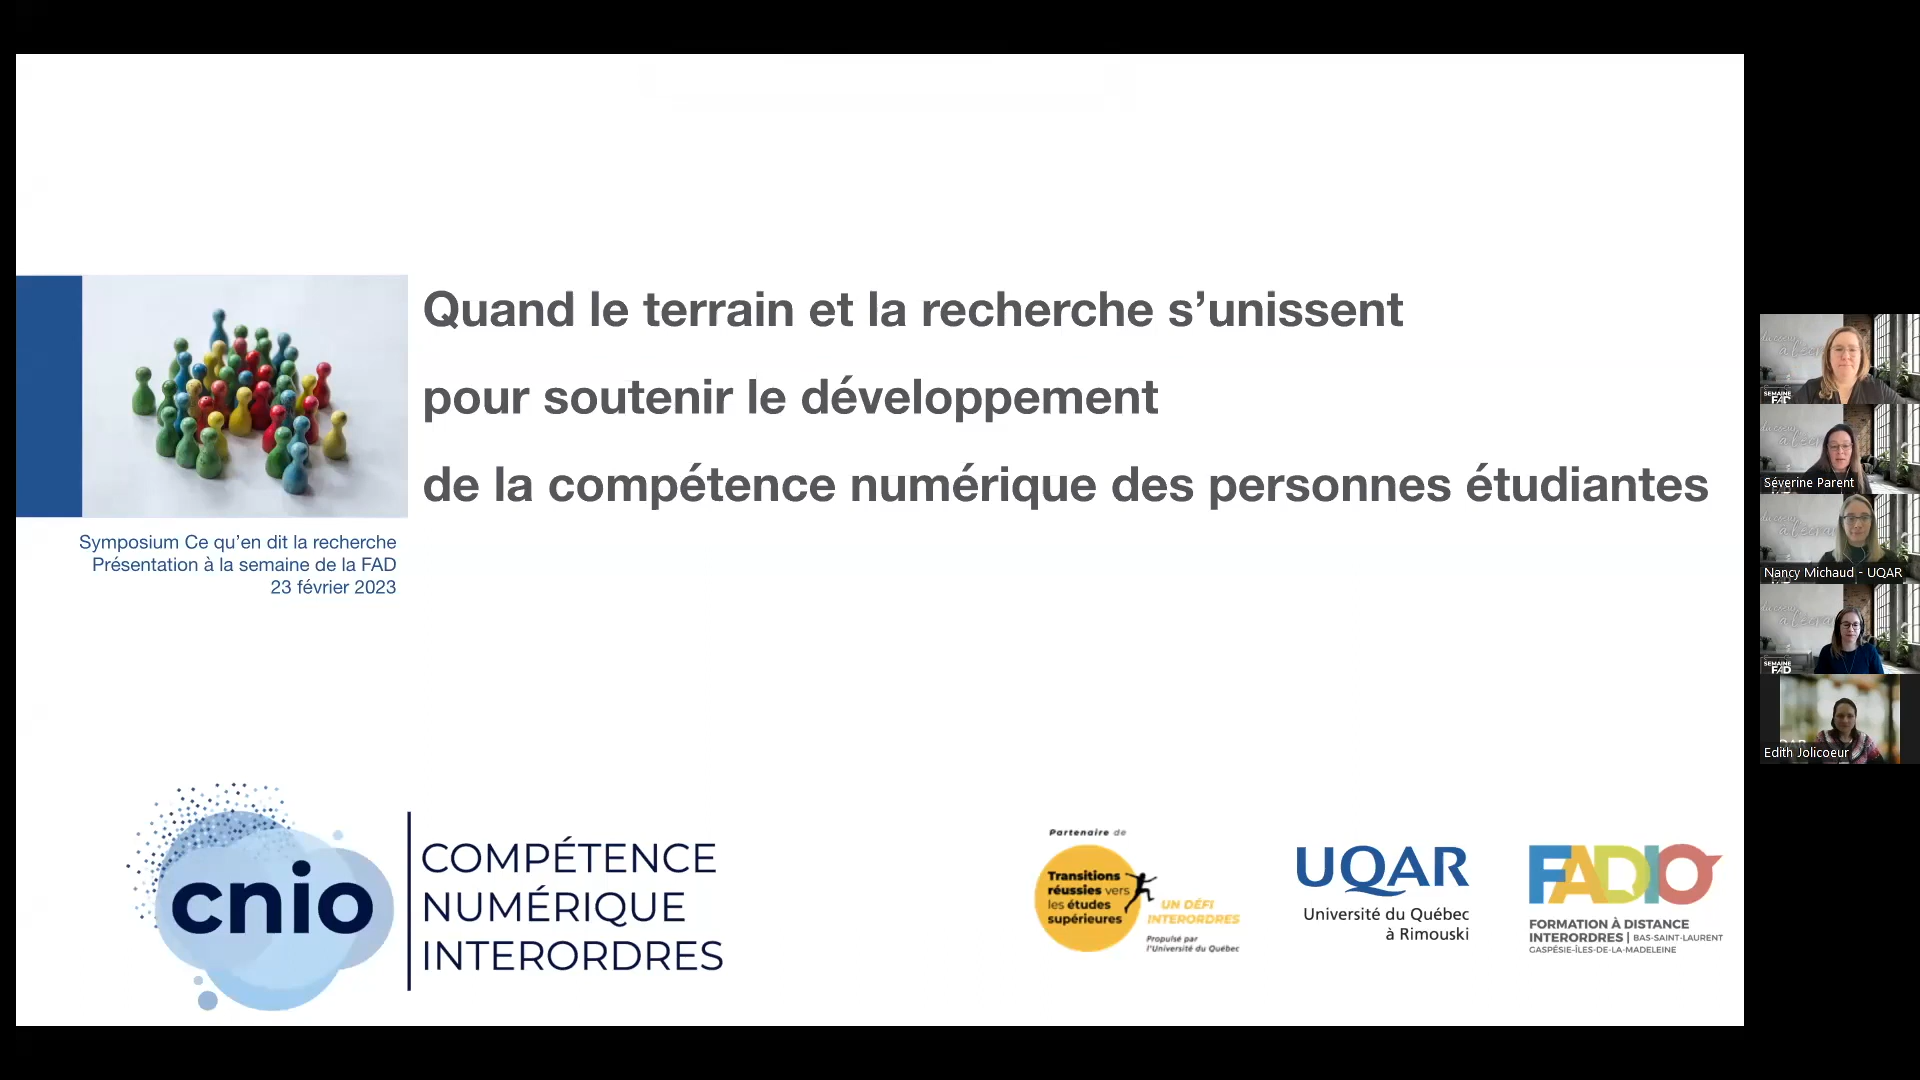 Quand le terrain et la recherche s’unissent
pour soutenir le développement
de la compétence numérique des personnes étudiantes
Symposium Ce qu’en dit la recherche
Présentation à la semaine de la FAD
23 février 2023
cnio
COMPÉTENCE
NUMÉRIQUE
INTERORDRES
Partenaire de
Transitions
réussies vers
les études
supérieures
UN DÉFI
INTERORDRES
Propulsé par
l'Université du Québec
UQAR
Université du Québec
à Rimouski
FADIO
FORMATION À DISTANCE
INTERORDRES | BAS-SAINT-LAURENT
GASPÉSIE-ÎLES-DE-LA-MADELEINE
SEMAINE
FAD
Séverine Parent
Nancy Michaud - UQAR
SEMAINE
FAD
Edith Jolicoeur